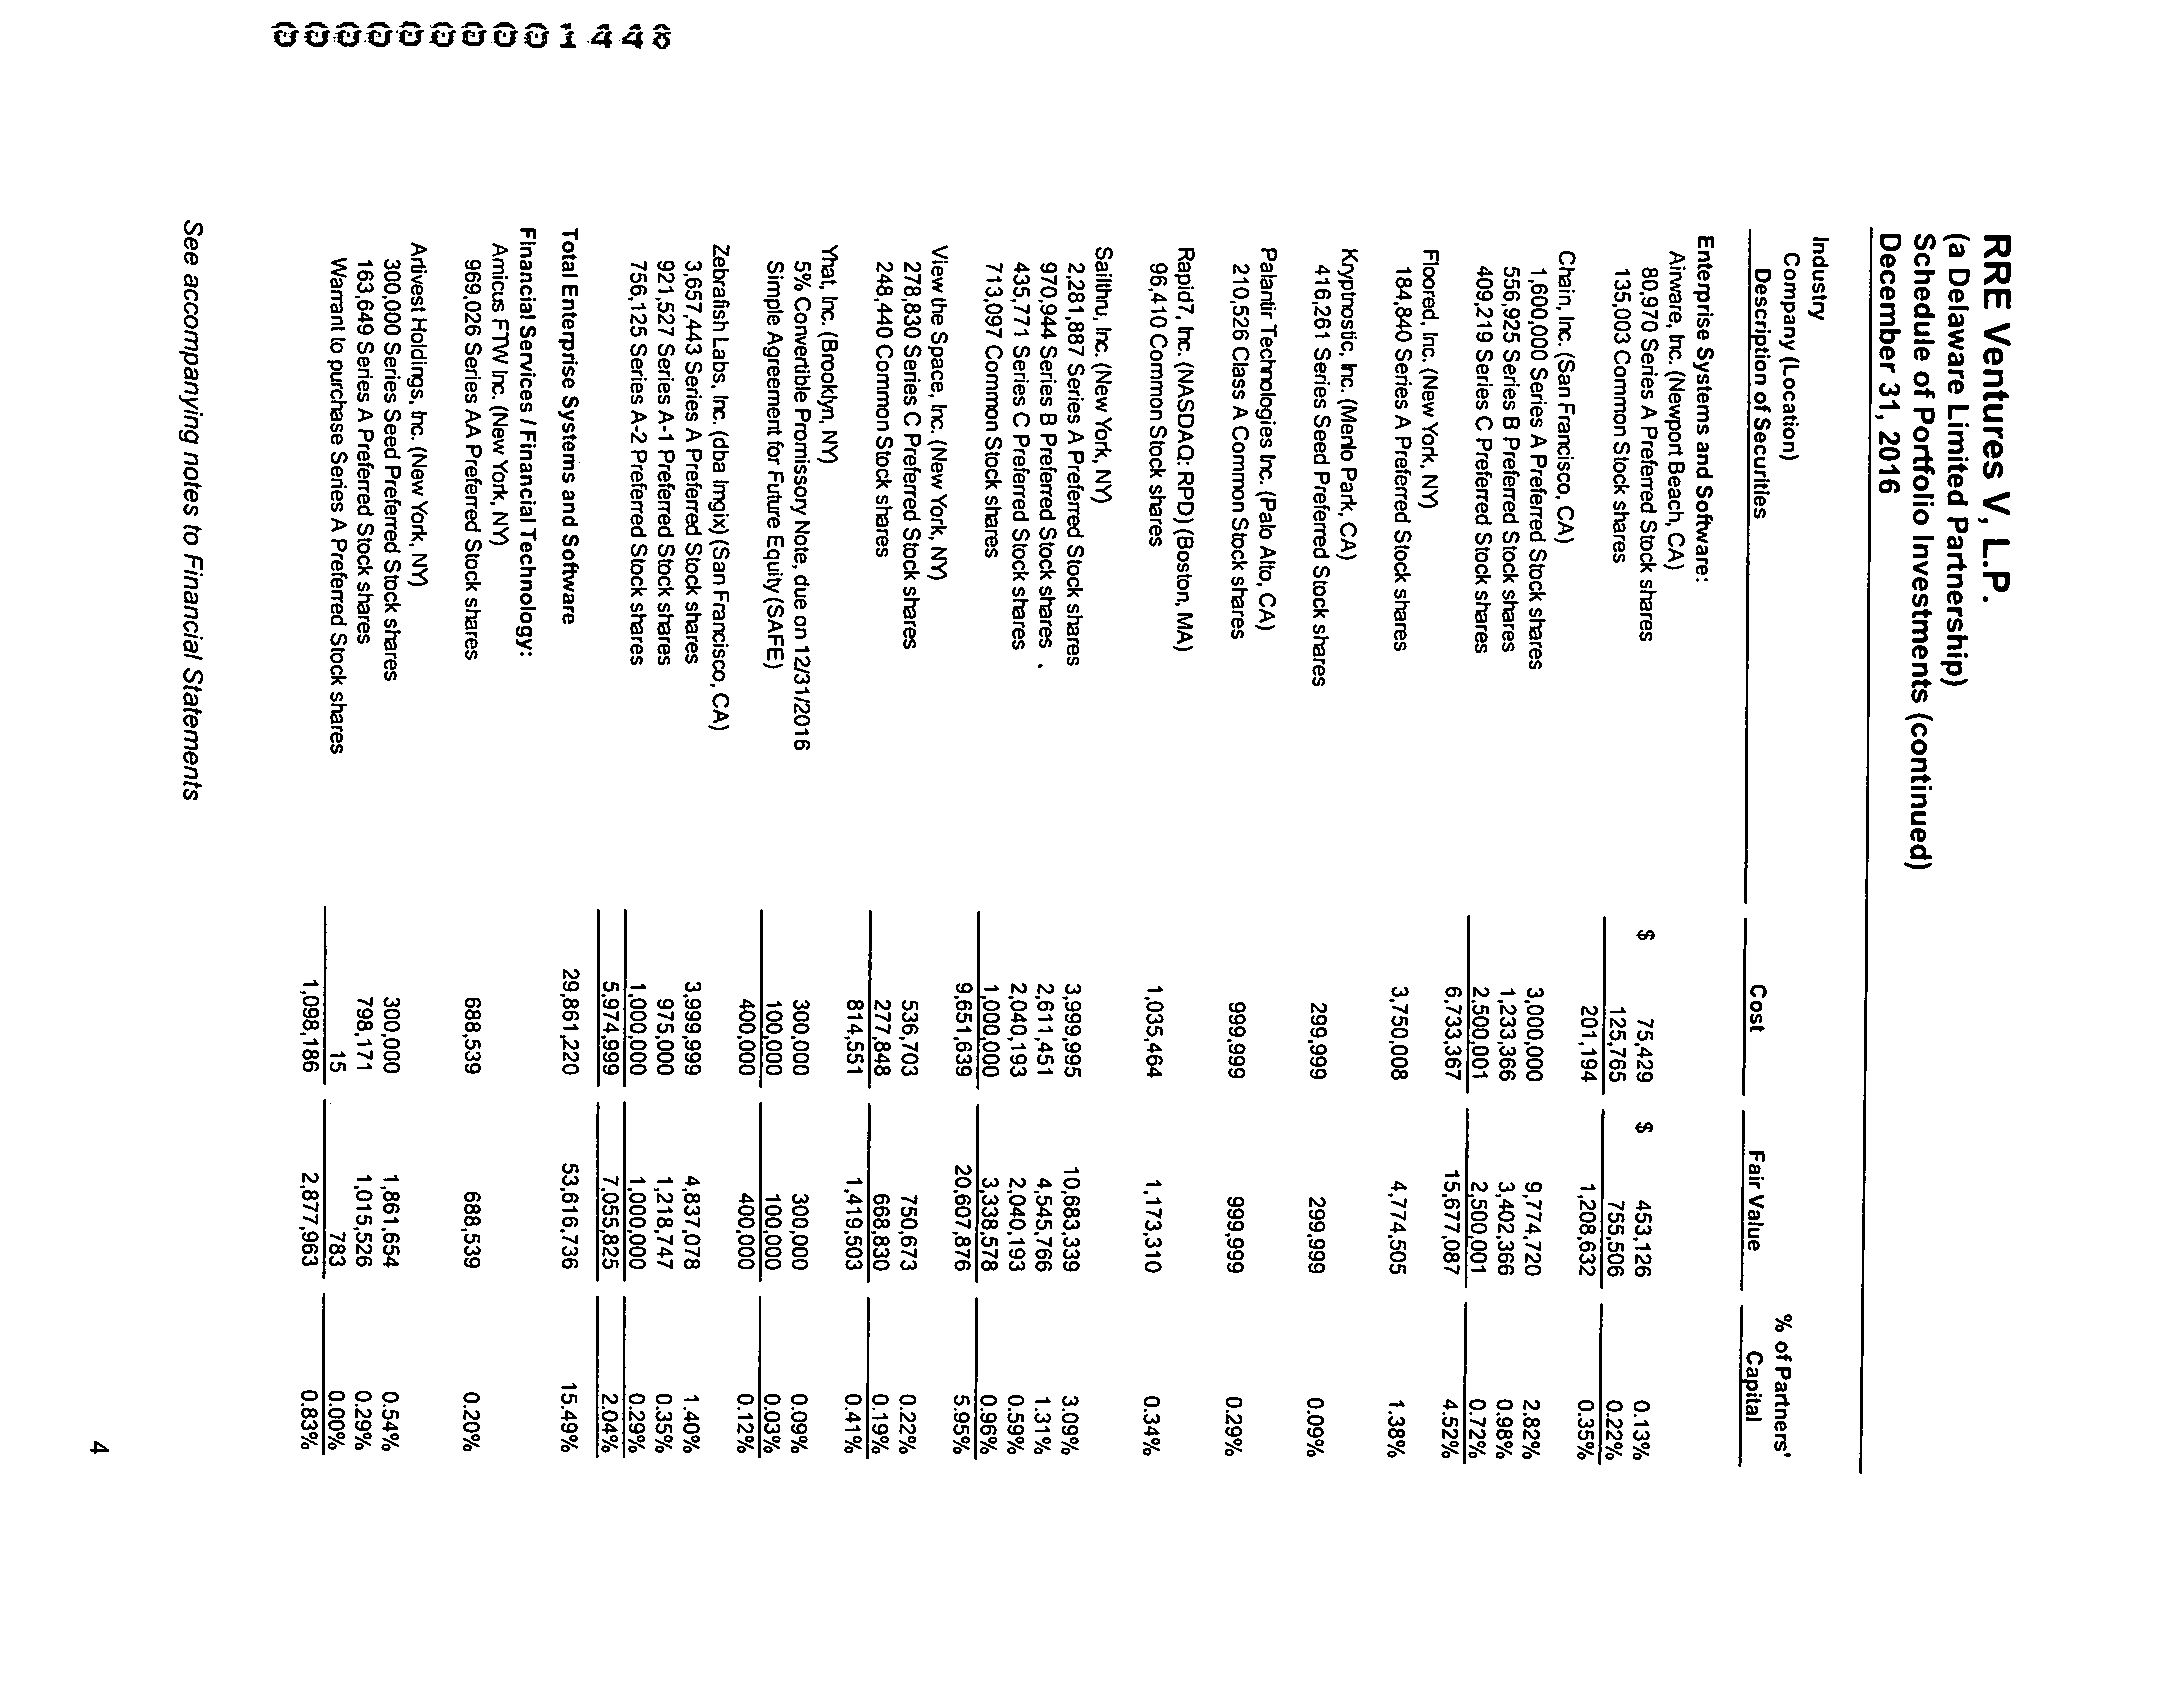 RRE Ventures V, L.P.
(a Delaware Limited Partnership)
Schedule of Portfolio Investments (continued)
December 31, 2016
Industry
Company (Location) % of Partners'
Description of Securities Cost Fair Value Capital
Enterprise Systems and Software:
Airware, Inc. (Newport Beach, CA)
80,970 Series A Preferred Stock shares $ 75,429 $ 453,126 0.13%
135,003 Common Stock shares 125,765 755,506 0.22%
201,194 1,208,632 0.35%
Chain, Inc. (San Francisco, CA)
1,600,000 Series A Preferred Stock shares 3,000,000 9,774,720 2.82%
556,925 Series B Preferred Stock shares 1,233,366 3,402,366 0.98%
409,219 Series C Preferred Stock shares 2,500,001 2,500,001 0.72%
6,733,367 15,677,087 4.52%
Floored, Inc. (New York, NY)
184,840 Series A Preferred Stock shares 3,750,008 4,774,505 1.38%
Kryptnostic, Inc. (Menlo Park, CA)
416,261 Series Seed Preferred Stock shares 299,999 299,999 0.09%
Palantir Technologies Inc. (Palo Alto, CA)
210,526 Class A Common Stock shares 999,999 999,999 0.29%
Rapid7, Inc. (NASDAQ: RPD) (Boston, MA)
96,410 Common Stock shares 1,035,464 1,173,310 0.34%
Sailthru, Inc. (New York, NY)
2,281,887 Series A Preferred Stock shares 3,999,995 10,683,339 3.09%
970,944 Series B Preferred Stock shares 2,611,451 4,545,766 1.31%
435,771 Series C Preferred Stock shares 2,040,193 2,040,193 0.59%
713,097 Common Stock shares 1,000,000 3,338,578 0.96%
9,651,639 20,607,876 5.95%
View the Space, Inc. (New York, NY)
278,830 Series C Preferred Stock shares 536,703 750,673 0.22%
248,440 Common Stock shares 277,848 668,830 0.19%
814,551 1,419,503 0.41%
Yhat, Inc. (Brooklyn, NY)
5% Convertible Promissory Note, due on 12/31/2016 300,000 300,000 0.09%
Simple Agreement for Future Equity (SAFE) 100,000 100,000 0.03%
400,000 400,000 0.12%
Zebrafish Labs, Inc. (dba Imgix) (San Francisco, CA)
3,657,443 Series A Preferred Stock shares 3,999,999 4,837,078 1.40%
921,527 Series A-1 Preferred Stock shares 975,000 1,218,747 0.35%
756,125 Series A-2 Preferred Stock shares 1,000,000 1,000,000 0.29%
5,974,999 7,055,825 2.04%
Total Enterprise Systems and Software 29,861,220 53,616,736 15.49%
Financial Services / Financial Technology:
Amicus FTW Inc. (New York, NY)
969,026 Series AA Preferred Stock shares 688,539 688,539 0.20%
Artivest Holdings, Inc. (New York, NY)
300,000 Series Seed Preferred Stock shares 300,000 1,861,654 0.54%
163,649 Series A Preferred Stock shares 798,171 1,015,526 0.29%
Warrant to purchase Series A Preferred Stock shares 15 783 0.00%
1,098,186 2,877,963 0.83%
See accompanying notes to Financial Statements
4
0000000001446